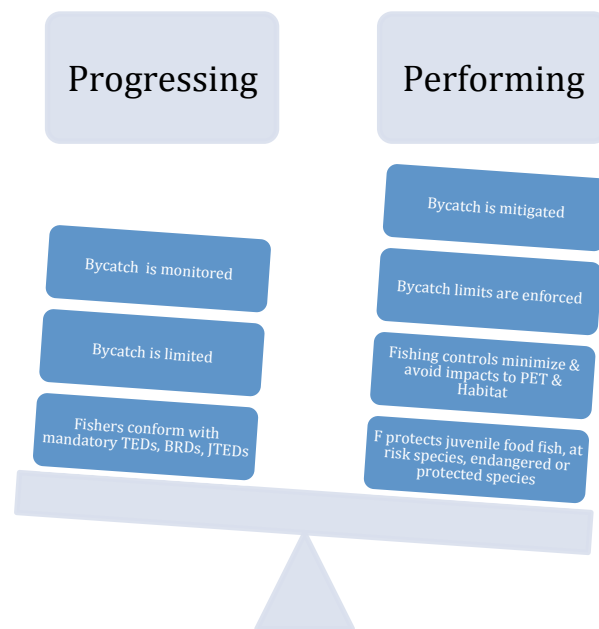 Progressing
Performing
Bycatch is monitored
Bycatch is limited
Fishers conform with
mandatory TEDs, BRDs, JTEDs
Bycatch is mitigated
Bycatch limits are enforced
Fishing controls minimize &
avoid impacts to PET &
Habitat
F protects juvenile food fish, at
risk species, endangered or
protected species